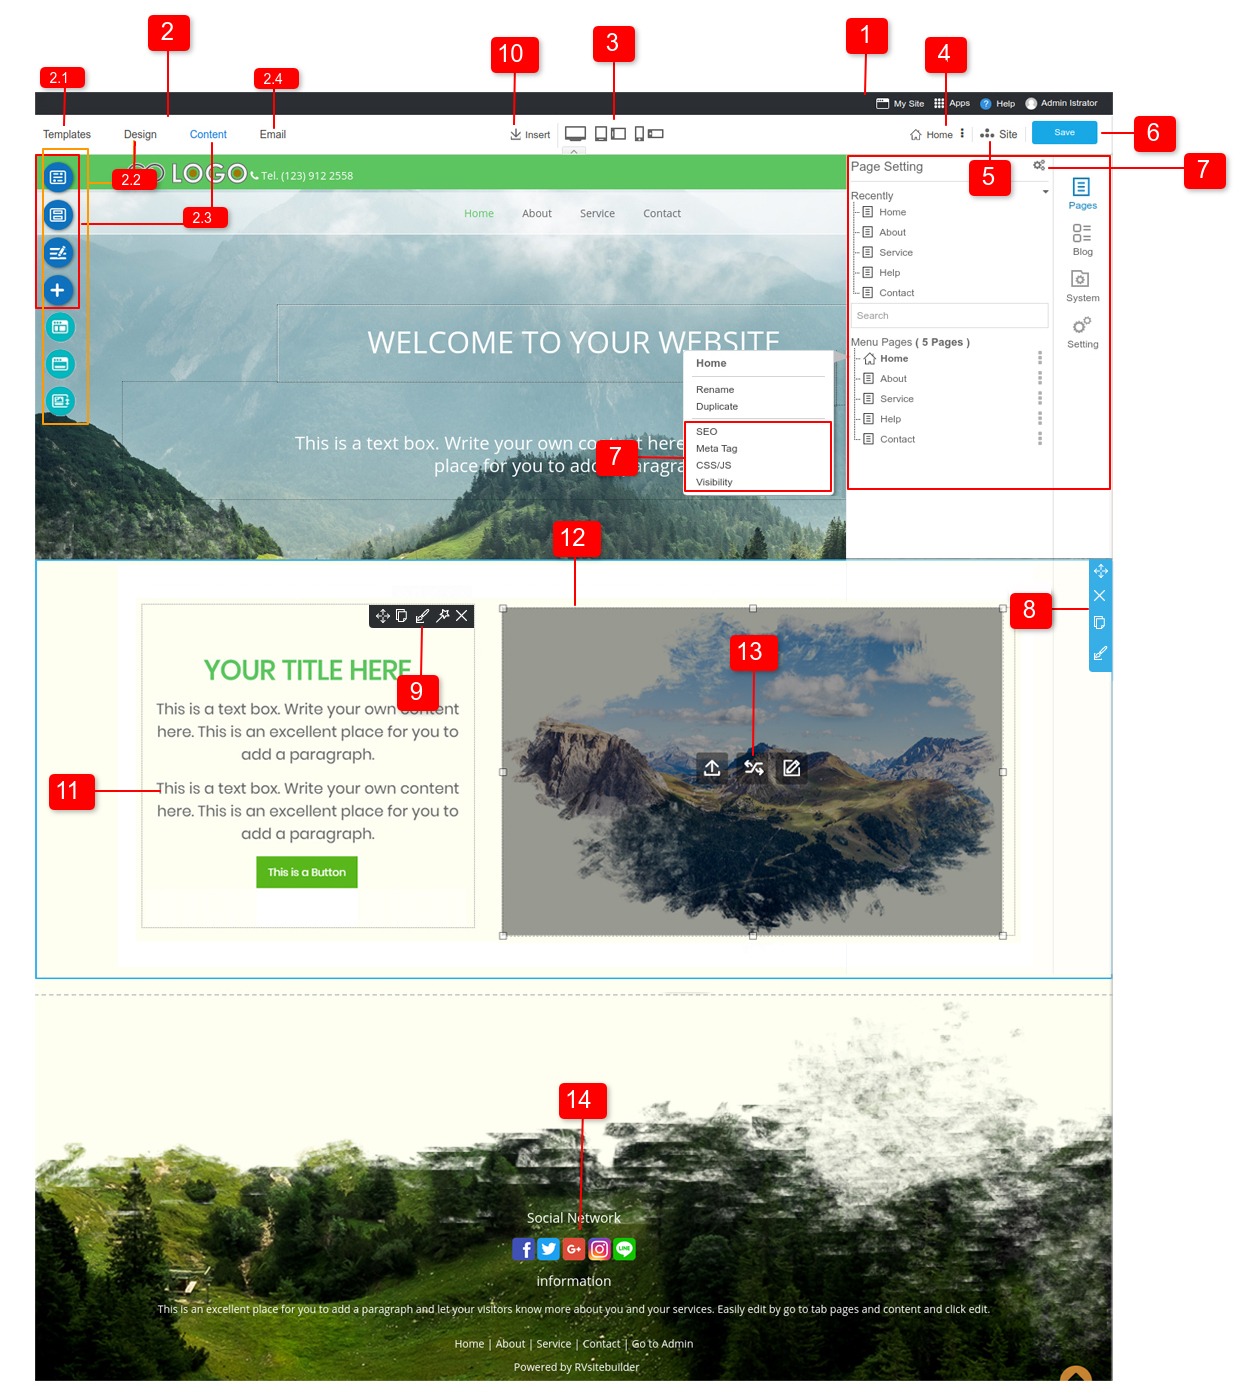 2
10
3
1
4
2.1
2.4
My Site Apps ? Help Admin Istrator
Templates Design Content Email Insert Home Site Save 6
LOGO Tel. (123) 912 2558
2.2
2.3
Home About Service Contact
WELCOME TO YOUR WEBSITE
This is a text box. Write your own co t here
place for you to add aragra
Home
Rename
Duplicate
SEO
Meta Tag
CSS/JS
Visibility
7
Page Setting
5
7
Recently
Home
About
Service
Help
Contact
Search
Menu Pages ( 5 Pages )
Home
About
Service
Help
Contact
Pages
Blog
System
Setting
12
8
YOUR TITLE HERE
9
This is a text box. Write your own content
here. This is an excellent place for you to
add a paragraph.
11
This is a text box. Write your own content
here. This is an excellent place for you to
add a paragraph.
This is a Button
13
14
Social Network
f G+ LINE
information
This is an excellent place for you to add a paragraph and let your visitors know more about you and your services. Easily edit by go to tab pages and content and click edit.
Home | About | Service | Contact | Go to Admin
Powered by RVsitebuilder